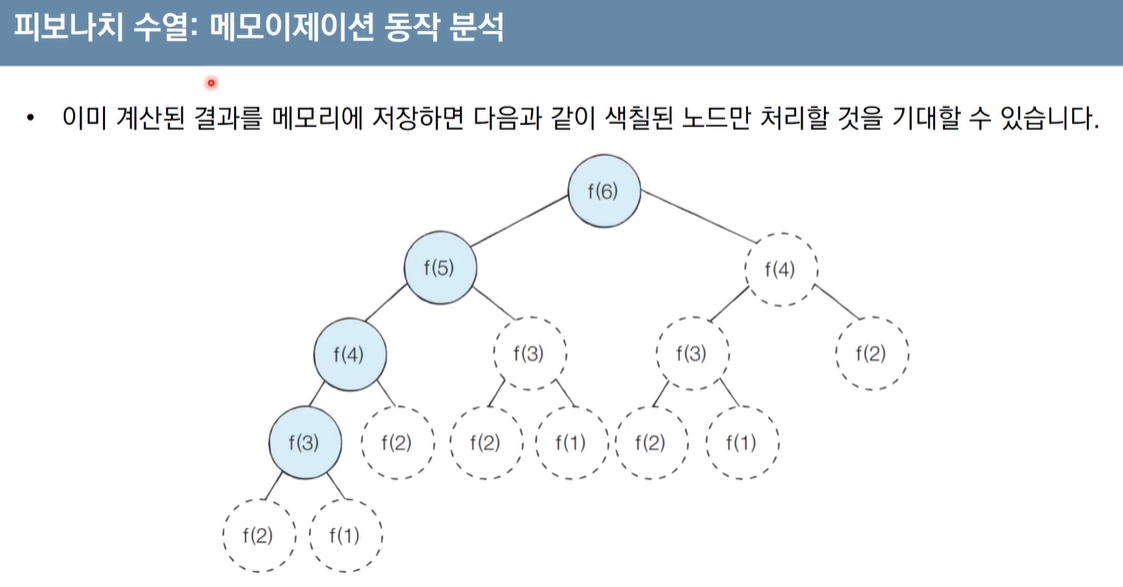 피보나치 수열: 메모이제이션 동작 분석
• 이미 계산된 결과를 메모리에 저장하면 다음과 같이 색칠된 노드만 처리할 것을 기대할 수 있습니다.
f(6)
f(5)
f(4)
f(4)
f(3)
f(3)
f(2)
f(3)
f(2)
f(2)
f(1)
f(2)
f(1)
f(2)
f(1)